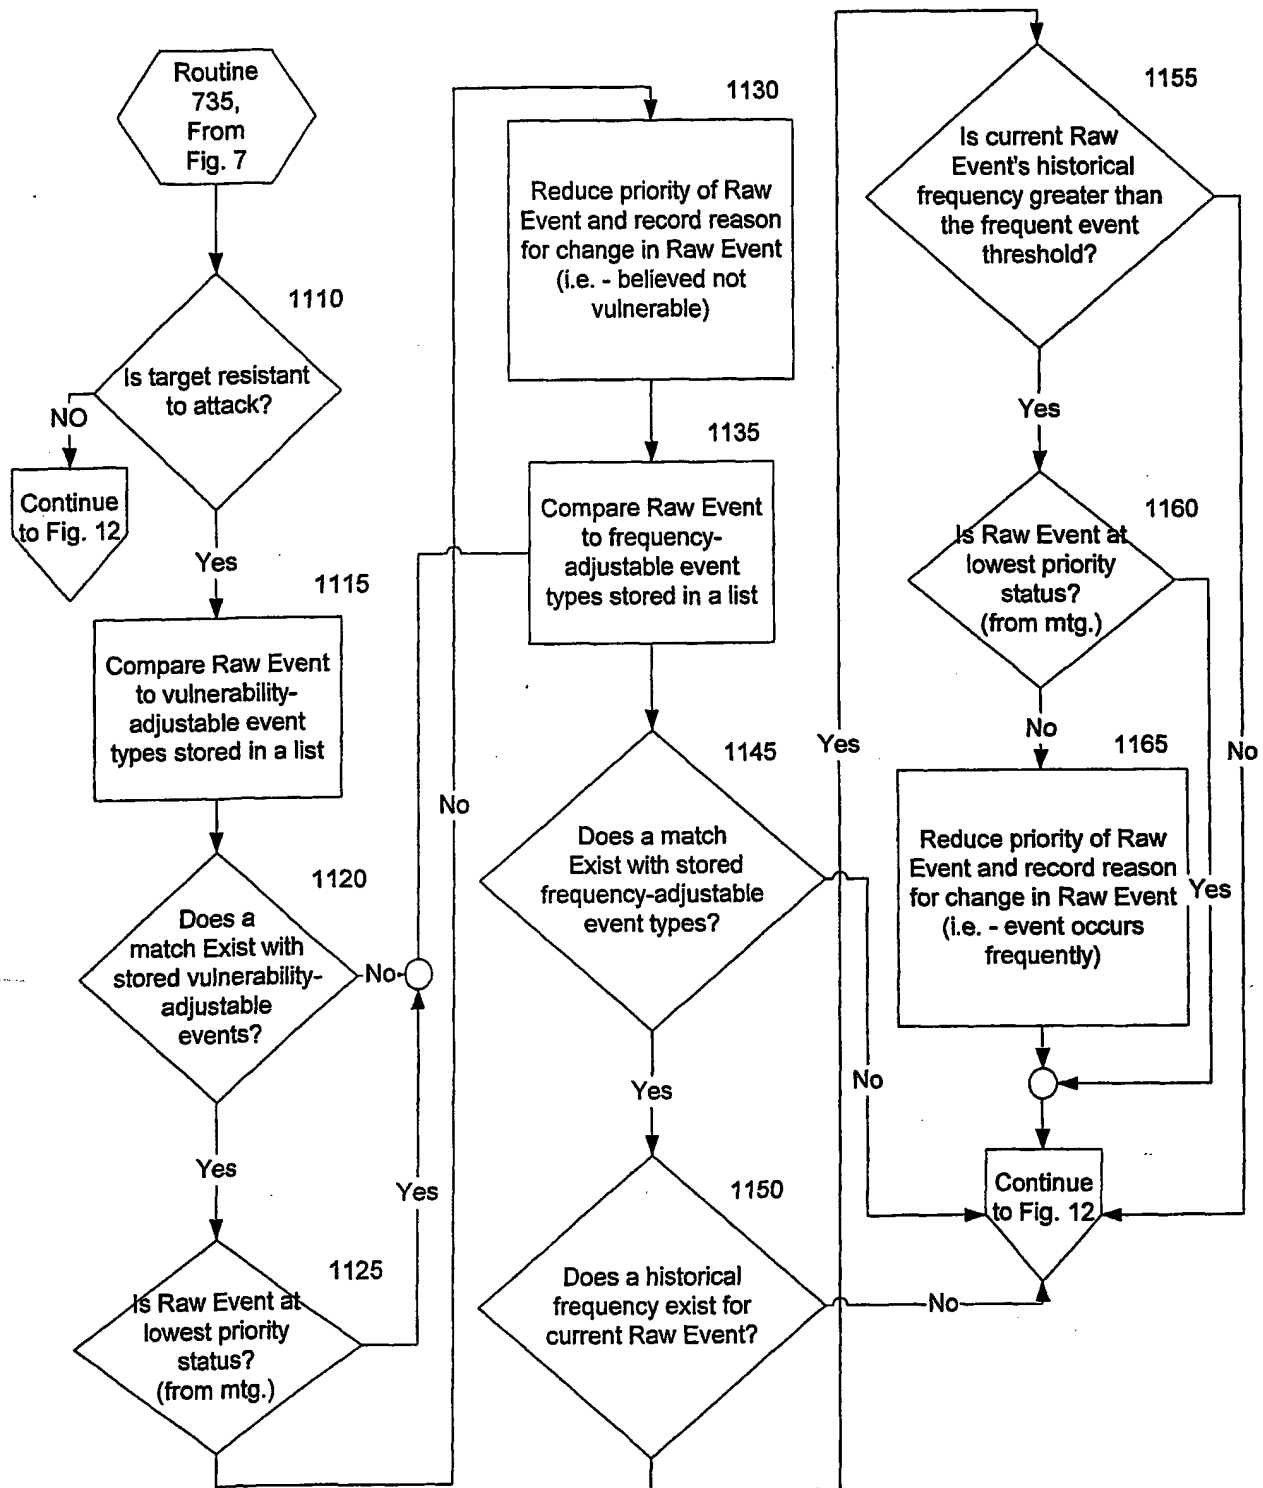 Routine
735,
From
Fig. 7
1110
Is target resistant
to attack?
NO
Continue
to Fig. 12
Yes
1115
Compare Raw Event
to vulnerability-
adjustable event
types stored in a list
1120
Does a
match Exist with
stored vulnerability-
adjustable
events?
No
Yes
Yes
1125
Is Raw Event at
lowest priority
status?
(from mtg.)
No
1130
Reduce priority of Raw
Event and record reason
for change in Raw Event
(i.e. - believed not
vulnerable)
1135
Compare Raw Event
to frequency-
adjustable event
types stored in a list
1145
Does a match
Exist with stored
frequency-adjustable
event types?
No
Yes
1150
Does a historical
frequency exist for
current Raw Event?
No
Yes
1155
Is current Raw
Event's historical
frequency greater than
the frequent event
threshold?
Yes
No
1160
Is Raw Event at
lowest priority
status?
(from mtg.)
No
Yes
1165
Reduce priority of Raw
Event and record reason
for change in Raw Event
(i.e. - event occurs
frequently)
Continue
to Fig. 12